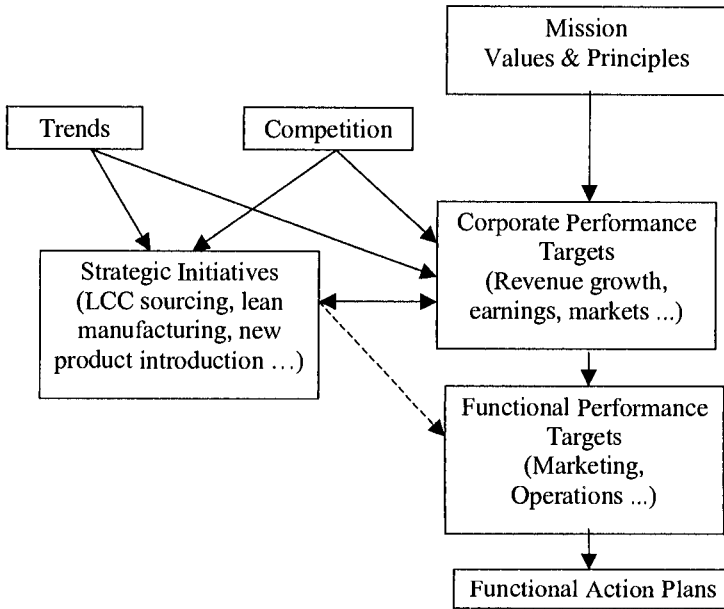 Mission
Values & Principles
Trends
Competition
Corporate Performance
Targets
(Revenue growth,
earnings, markets ...)
Strategic Initiatives
(LCC sourcing, lean
manufacturing, new
product introduction …)
Functional Performance
Targets
(Marketing,
Operations ...)
Functional Action Plans